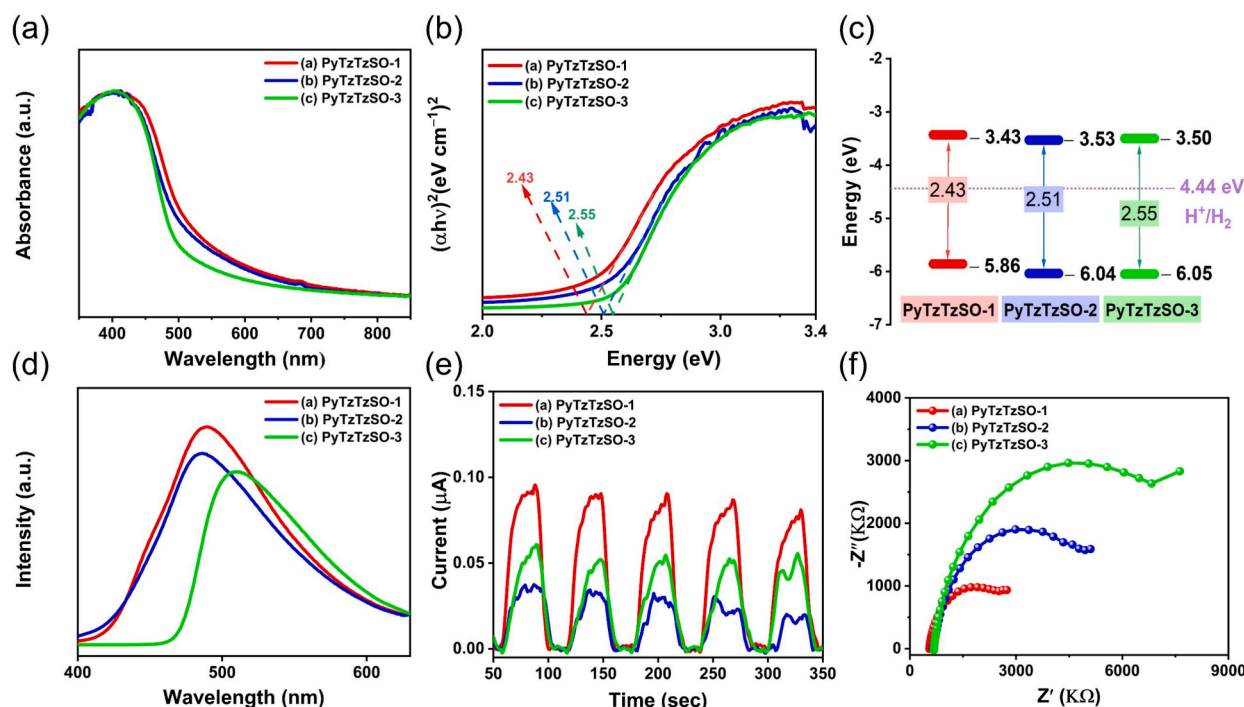 (a)
Absorbance (a.u.)
(a) PyTzTzSO-1
(b) PyTzTzSO-2
(c) PyTzTzSO-3
400 500 600 700 800
Wavelength (nm)
(b)
(αhν)²(eV cm⁻¹)²
(a) PyTzTzSO-1
(b) PyTzTzSO-2
(c) PyTzTzSO-3
2.43
2.51
2.55
2.0 2.5 3.0 3.4
Energy (eV)
(c)
Energy (eV)
-2
-3
-4
-5
-6
-7
– 3.43
– 3.53
– 3.50
2.43
2.51
2.55
– 4.44 eV
H⁺/H₂
– 5.86
– 6.04
– 6.05
PyTzTzSO-1 PyTzTzSO-2 PyTzTzSO-3
(d)
Intensity (a.u.)
(a) PyTzTzSO-1
(b) PyTzTzSO-2
(c) PyTzTzSO-3
400 500 600
Wavelength (nm)
(e)
Current (μA)
0.15
0.10
0.05
0.00
(a) PyTzTzSO-1
(b) PyTzTzSO-2
(c) PyTzTzSO-3
50 100 150 200 250 300 350
Time (sec)
(f)
-Z″(KΩ)
4000
3000
2000
1000
0
(a) PyTzTzSO-1
(b) PyTzTzSO-2
(c) PyTzTzSO-3
0 3000 6000 9000
Z′ (KΩ)